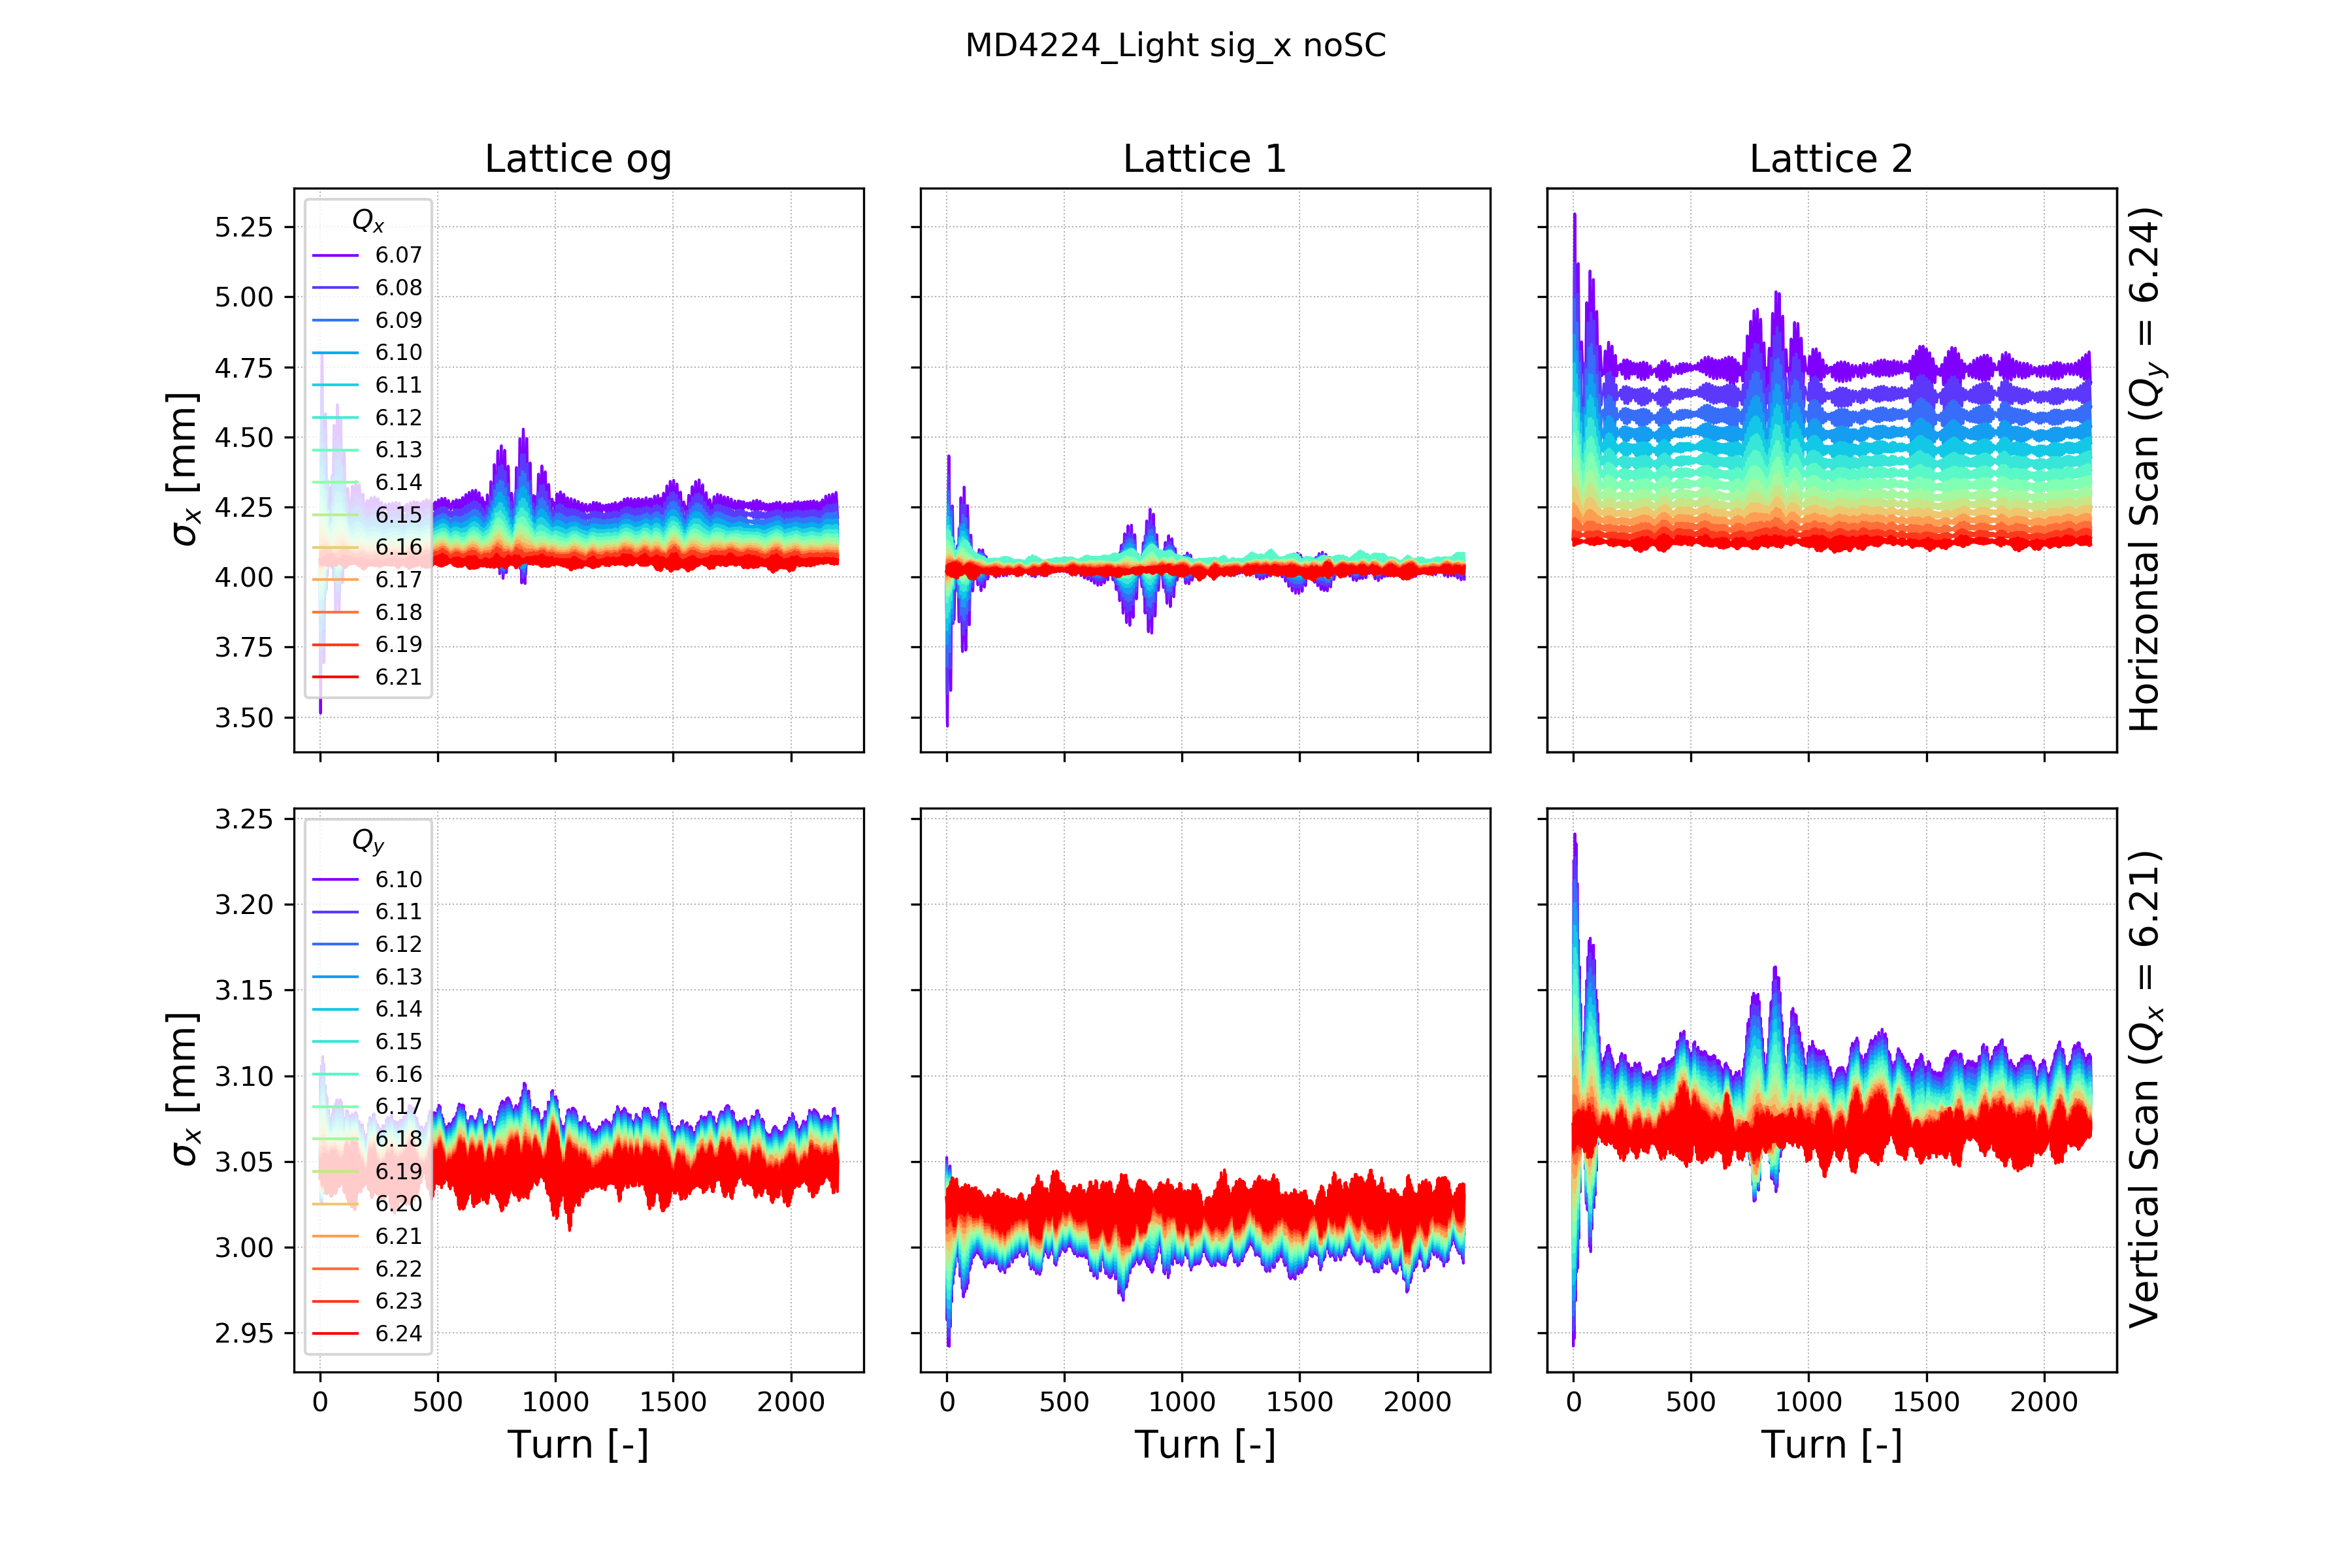 MD4224_Light sig_x noSC
Lattice og
Lattice 1
Lattice 2
σx [mm]
5.25
5.00
4.75
4.50
4.25
4.00
3.75
3.50
Qx
6.07
6.08
6.09
6.10
6.11
6.12
6.13
6.14
6.15
6.16
6.17
6.18
6.19
6.21
Horizontal Scan (Qy = 6.24)
σx [mm]
3.25
3.20
3.15
3.10
3.05
3.00
2.95
Qy
6.10
6.11
6.12
6.13
6.14
6.15
6.16
6.17
6.18
6.19
6.20
6.21
6.22
6.23
6.24
Vertical Scan (Qx = 6.21)
0 500 1000 1500 2000
0 500 1000 1500 2000
0 500 1000 1500 2000
Turn [-]
Turn [-]
Turn [-]